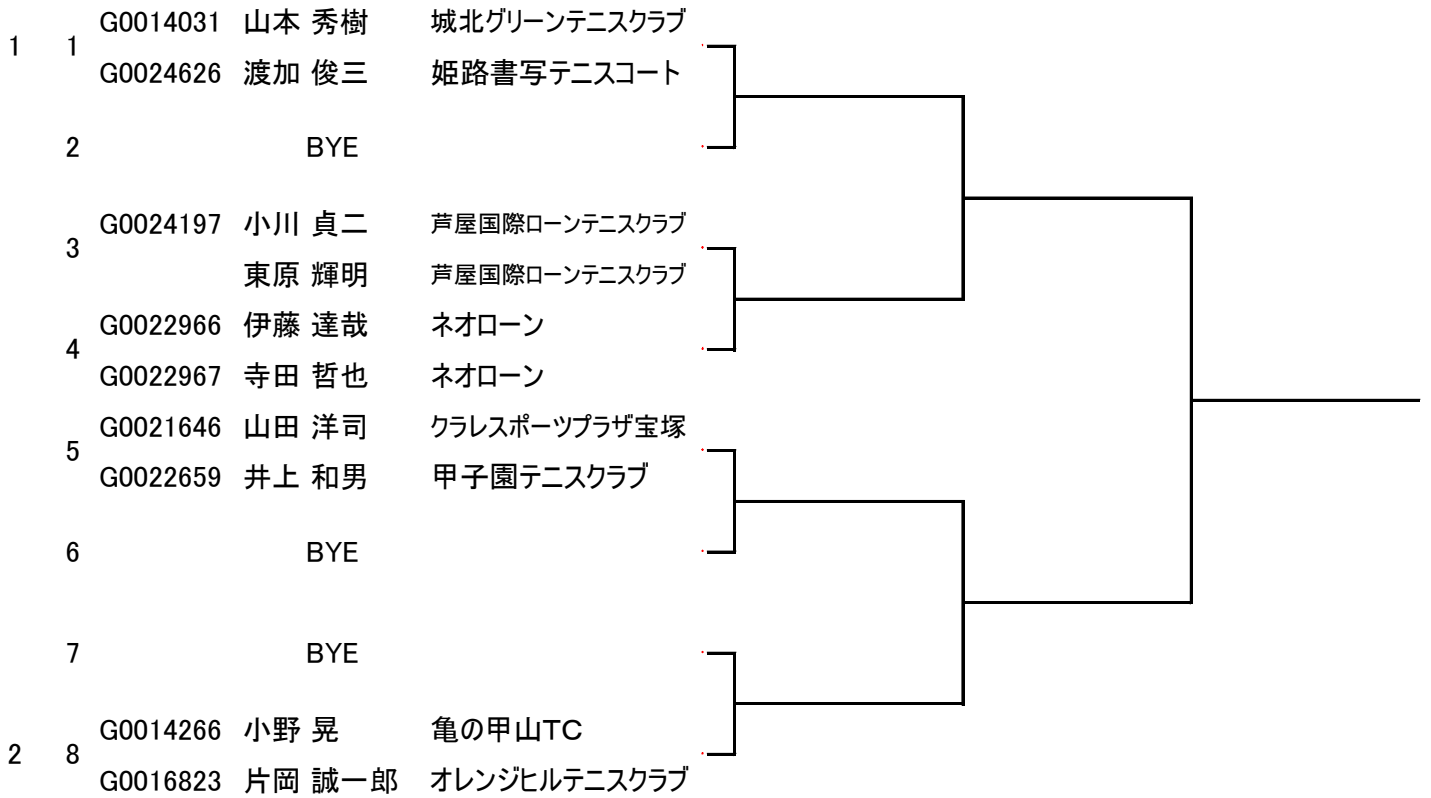 G0014031 山本 秀樹 城北グリーンテニスクラブ
1 1
G0024626 渡加 俊三 姫路書写テニスコート
2 BYE
G0024197 小川 貞二 芦屋国際ローンテニスクラブ
3
東原 輝明 芦屋国際ローンテニスクラブ
G0022966 伊藤 達哉 ネオローン
4
G0022967 寺田 哲也 ネオローン
G0021646 山田 洋司 クラレスポーツプラザ宝塚
5
G0022659 井上 和男 甲子園テニスクラブ
6 BYE
7 BYE
G0014266 小野 晃 亀の甲山TC
2 8
G0016823 片岡 誠一郎 オレンジヒルテニスクラブ